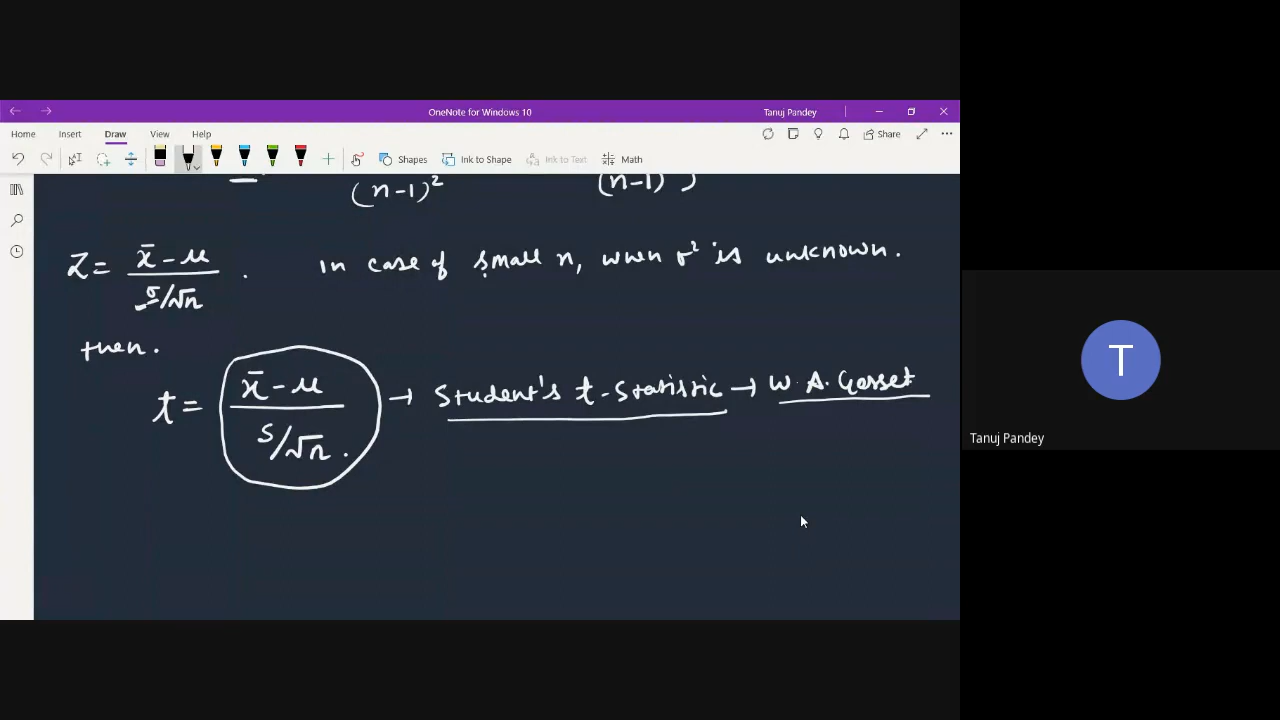 OneNote for Windows 10
Tanuj Pandey
Home Insert Draw View Help
Share
Shapes Ink to Shape Ink to Text Math
(n-1)² (n-1)
Z = x̄ - μ / σ/√n . In case of small n, when σ² is unknown.
then.
t = x̄ - μ / S/√n . → Student's t-Statistic → W. A. Gosset
T
Tanuj Pandey